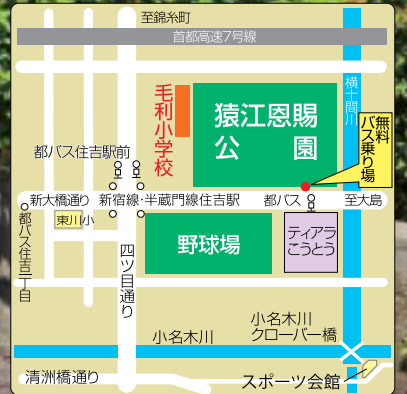 至錦糸町
首都高速7号線
毛利小学校
猿江恩賜
公園
横十間川
無料
バス乗り場
都バス住吉駅前
新大橋通り
新宿線・半蔵門線住吉駅
都バス
至大島
東川小
都バス住吉一丁目
四ツ目通り
野球場
ティアラ
こうとう
小名木川
小名木川
クローバー橋
清洲橋通り
スポーツ会館